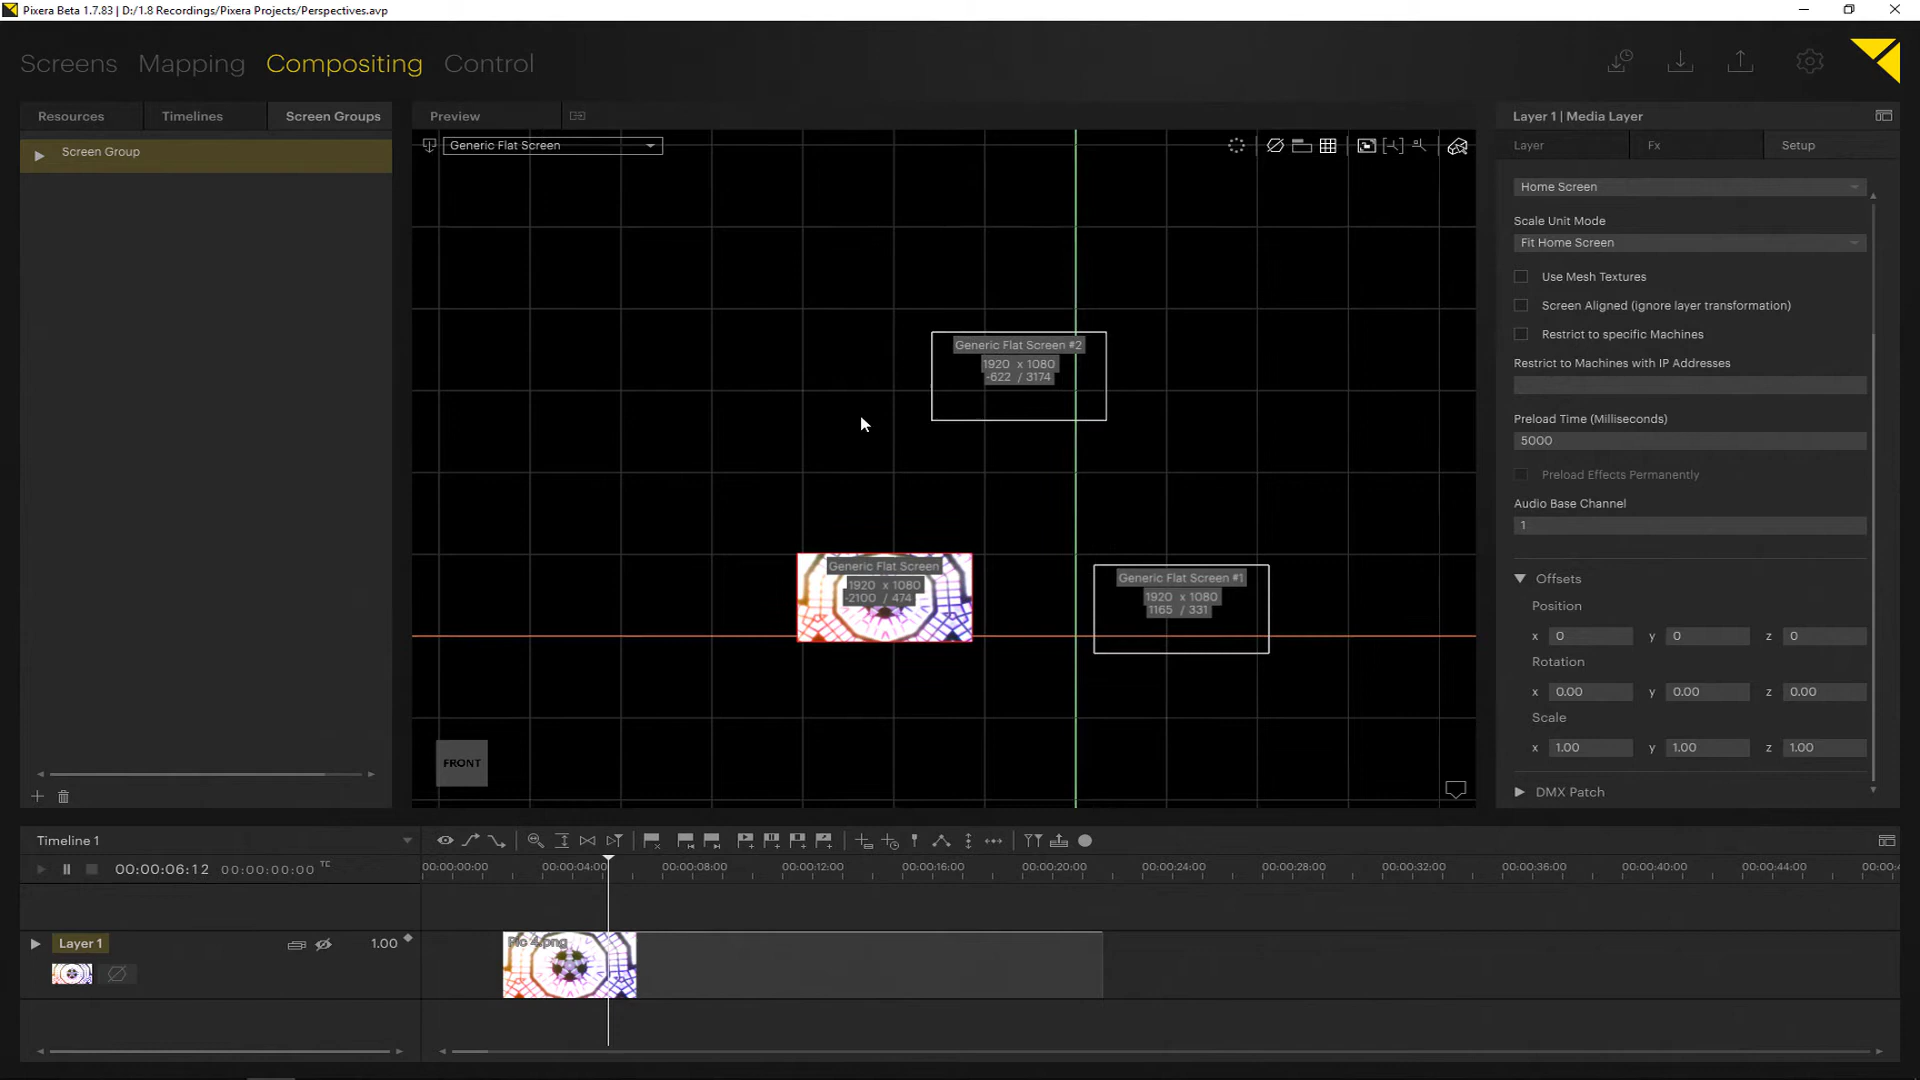 Pixera Beta 1.7.83 | D:/1.8 Recordings/Pixera Projects/Perspectives.avp
Screens Mapping Compositing Control
Resources Timelines Screen Groups
Screen Group
Preview
Generic Flat Screen
Generic Flat Screen #2
1920 x 1080
-622 / 3174
Generic Flat Screen
1920 x 1080
-2100 / 474
Generic Flat Screen #1
1920 x 1080
1165 / 331
FRONT
Layer 1 | Media Layer
Layer Fx Setup
Home Screen
Scale Unit Mode
Fit Home Screen
Use Mesh Textures
Screen Aligned (ignore layer transformation)
Restrict to specific Machines
Restrict to Machines with IP Addresses
Preload Time (Milliseconds)
5000
Preload Effects Permanently
Audio Base Channel
1
Offsets
Position
x 0 y 0 z 0
Rotation
x 0.00 y 0.00 z 0.00
Scale
x 1.00 y 1.00 z 1.00
DMX Patch
Timeline 1
00:00:06:12 00:00:00:00 TC
00:00:00:00 00:00:04:00 00:00:08:00 00:00:12:00 00:00:16:00 00:00:20:00 00:00:24:00 00:00:28:00 00:00:32:00 00:00:36:00 00:00:40:00 00:00:44:00 00:00:4
Layer 1 1.00
Pic 4.png